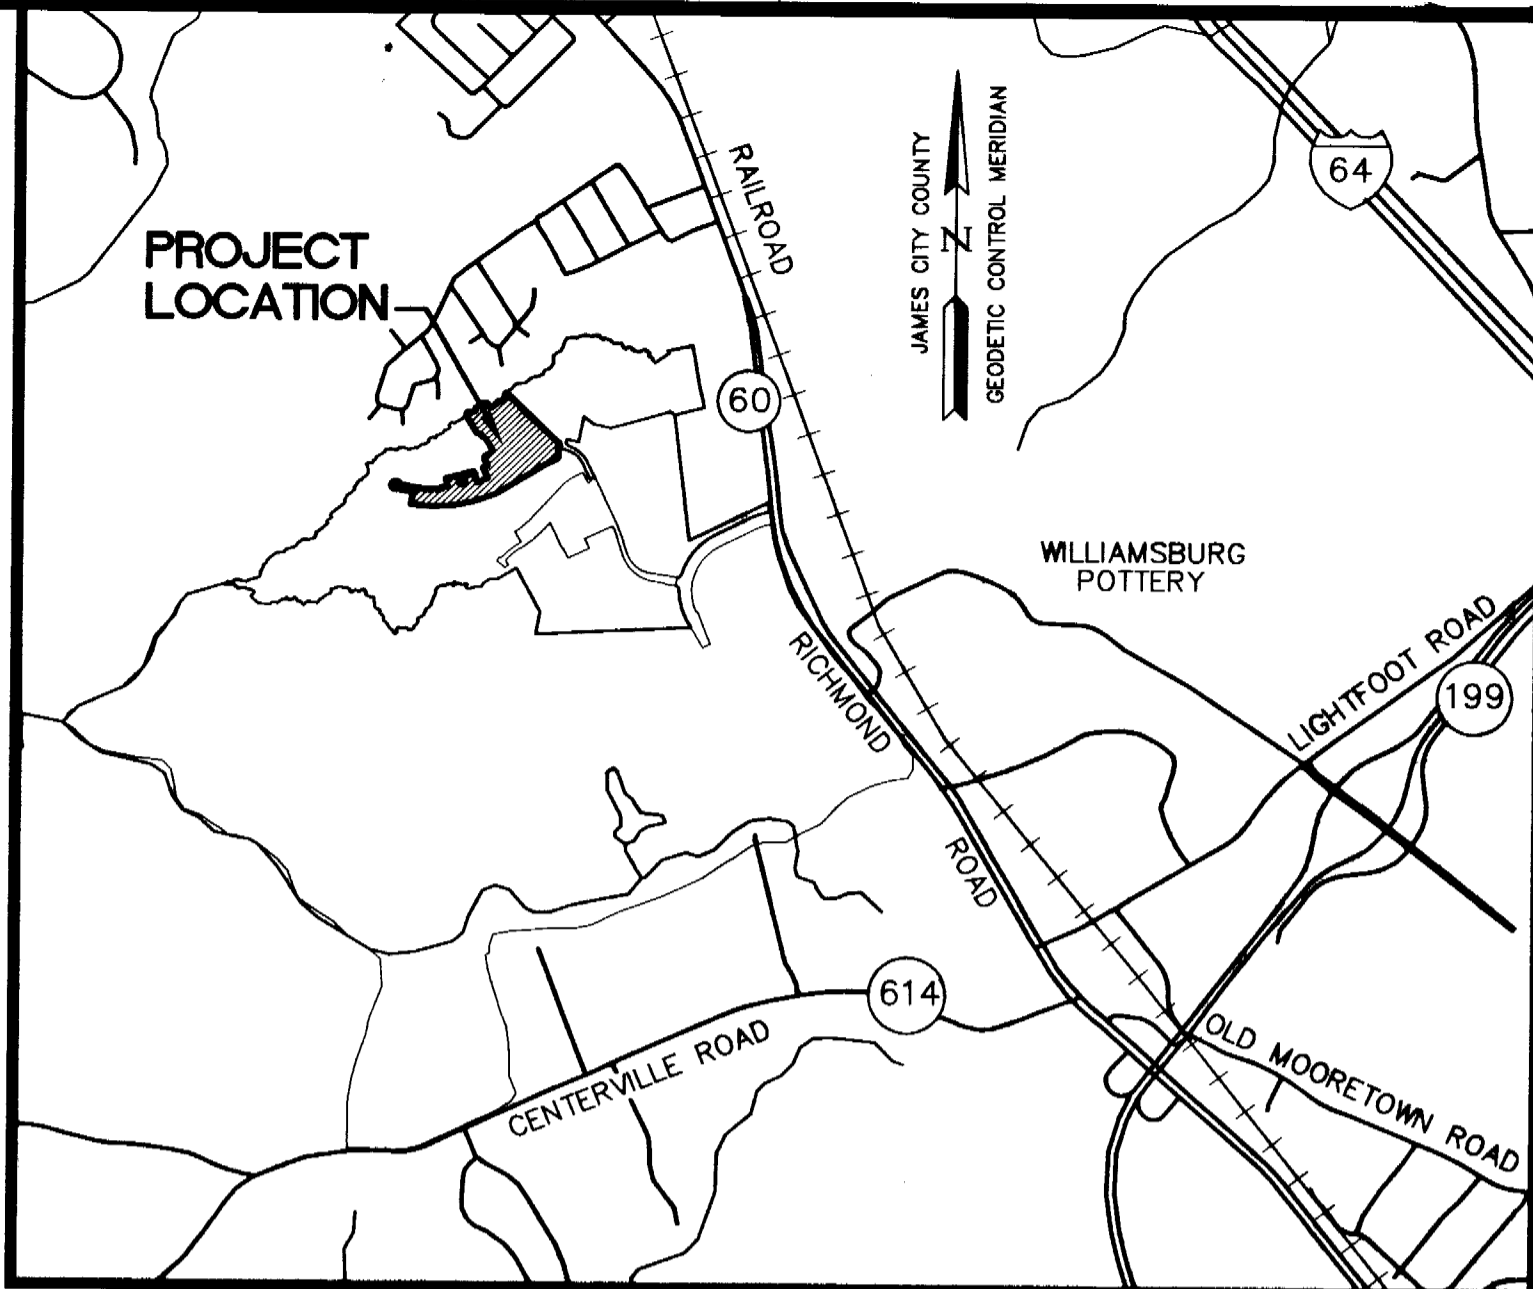 PROJECT
LOCATION
RAILROAD
JAMES CITY COUNTY
N
GEODETIC CONTROL MERIDIAN
64
60
WILLIAMSBURG
POTTERY
LIGHTFOOT ROAD
199
RICHMOND
ROAD
614
CENTERVILLE ROAD
OLD MOORETOWN ROAD